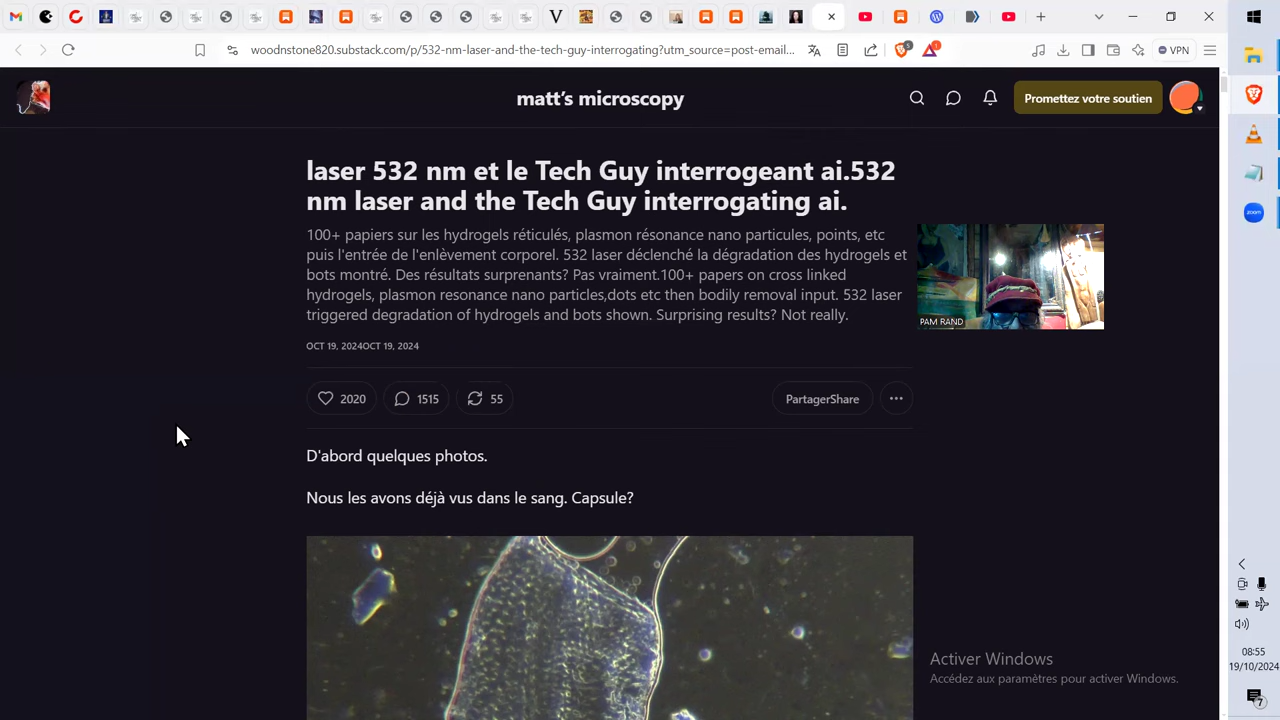 woodnstone820.substack.com/p/532-nm-laser-and-the-tech-guy-interrogating?utm_source=post-email...
5
1
VPN
matt's microscopy
Promettez votre soutien
laser 532 nm et le Tech Guy interrogeant ai.532
nm laser and the Tech Guy interrogating ai.
100+ papiers sur les hydrogels réticulés, plasmon résonance nano particules, points, etc
puis l'entrée de l'enlèvement corporel. 532 laser déclenché la dégradation des hydrogels et
bots montré. Des résultats surprenants? Pas vraiment.100+ papers on cross linked
hydrogels, plasmon resonance nano particles,dots etc then bodily removal input. 532 laser
triggered degradation of hydrogels and bots shown. Surprising results? Not really.
OCT 19, 2024OCT 19, 2024
PAM RAND
2020
1515
55
PartagerShare
D'abord quelques photos.
Nous les avons déjà vus dans le sang. Capsule?
zoom
Activer Windows
Accédez aux paramètres pour activer Windows.
08:55
19/10/2024
7